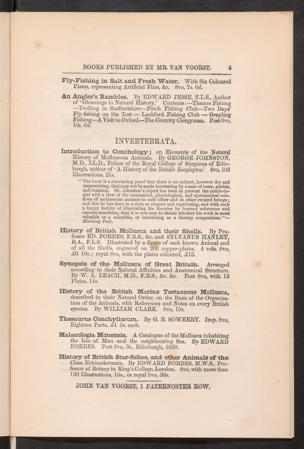 BOOKS PUBLISHED BY MR. VAN VOORST. 3
Fly-Fishing in Salt and Fresh Water. With Six Coloured
Plates, representing Artificial Flies, &c. 8vo, 7s. 6d.
An Angler's Rambles. By EDWARD JESSE, F.L.S., Author
of 'Gleanings in Natural History.' Contents:—Thames Fishing
—Trolling in Staffordshire—Perch Fishing Club—Two Days'
Fly-fishing on the Test — Luckford Fishing Club — Grayling
Fishing—A Visit to Oxford—The Country Clergyman. Post 8vo,
10s. 6d.
INVERTEBRATA.
Introduction to Conchology; or, Elements of the Natural
History of Molluscous Animals. By GEORGE JOHNSTON,
M.D., LL.D., Fellow of the Royal College of Surgeons of Edin-
burgh, author of 'A History of the British Zoophytes.' 8vo, 102
Illustrations, 21s.
"The work is a convincing proof that there is no subject, however dry and
unpromising, that may not be made interesting by a man of taste, genius,
and learning. Dr. Johnston's object has been to present the conchologist
with a view of the economical, physiological, and systematical rela-
tions of molluscous animals to each other and to other created beings;
and this he has done in a style so elegant and captivating, and with such
a happy facility of illustrating his theories by learned references and
curious anecdotes, that it is not easy to decide whether his work is most
valuable as a scientific, or interesting as a literary composition."—
Morning Post.
History of British Mollusca and their Shells. By Pro-
fessor ED. FORBES, F.R.S., &c. and SYLVANUS HANLEY,
B.A., F.L.S. Illustrated by a figure of each known Animal and
of all the Shells, engraved on 203 copper-plates. 4 vols. 8vo,
£6 10s.; royal 8vo, with the plates coloured, £13.
Synopsis of the Mollusca of Great Britain. Arranged
according to their Natural Affinities and Anatomical Structure.
By W. A. LEACH, M.D., F.R.S., &c. &c. Post 8vo, with 13
Plates, 14s.
History of the British Marine Testaceous Mollusca,
described in their Natural Order, on the Basis of the Organiza-
tion of the Animals, with References and Notes on every British
species. By WILLIAM CLARK. 8vo, 15s.
Thesaurus Conchyliorum. By G. B. SOWERBY. Imp. 8vo,
Eighteen Parts, £1 5s. each.
Malacologia Monensis. A Catalogue of the Mollusca inhabiting
the Isle of Man and the neighbouring Sea. By EDWARD
FORBES. Post 8vo, 3s., Edinburgh, 1838.
History of British Star-fishes, and other Animals of the
Class Echinodermata. By EDWARD FORBES, M.W.S., Pro-
fessor of Botany in King's College, London. 8vo, with more than
120 Illustrations, 15s., or royal 8vo, 30s.
JOHN VAN VOORST, 1 PATERNOSTER ROW.